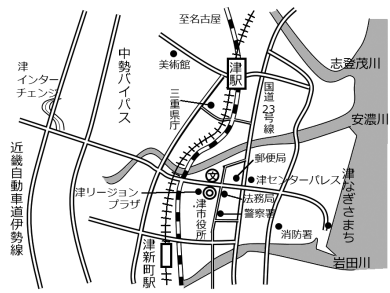 至名古屋
美術館
津駅
志登茂川
中勢バイパス
津
インター
チェンジ
三重県庁
国道23号線
安濃川
郵便局
文
津センターパレス
津リージョン
プラザ
津市役所
法務局
警察署
津なぎさまち
消防署
近畿自動車道伊勢線
津新町駅
岩田川